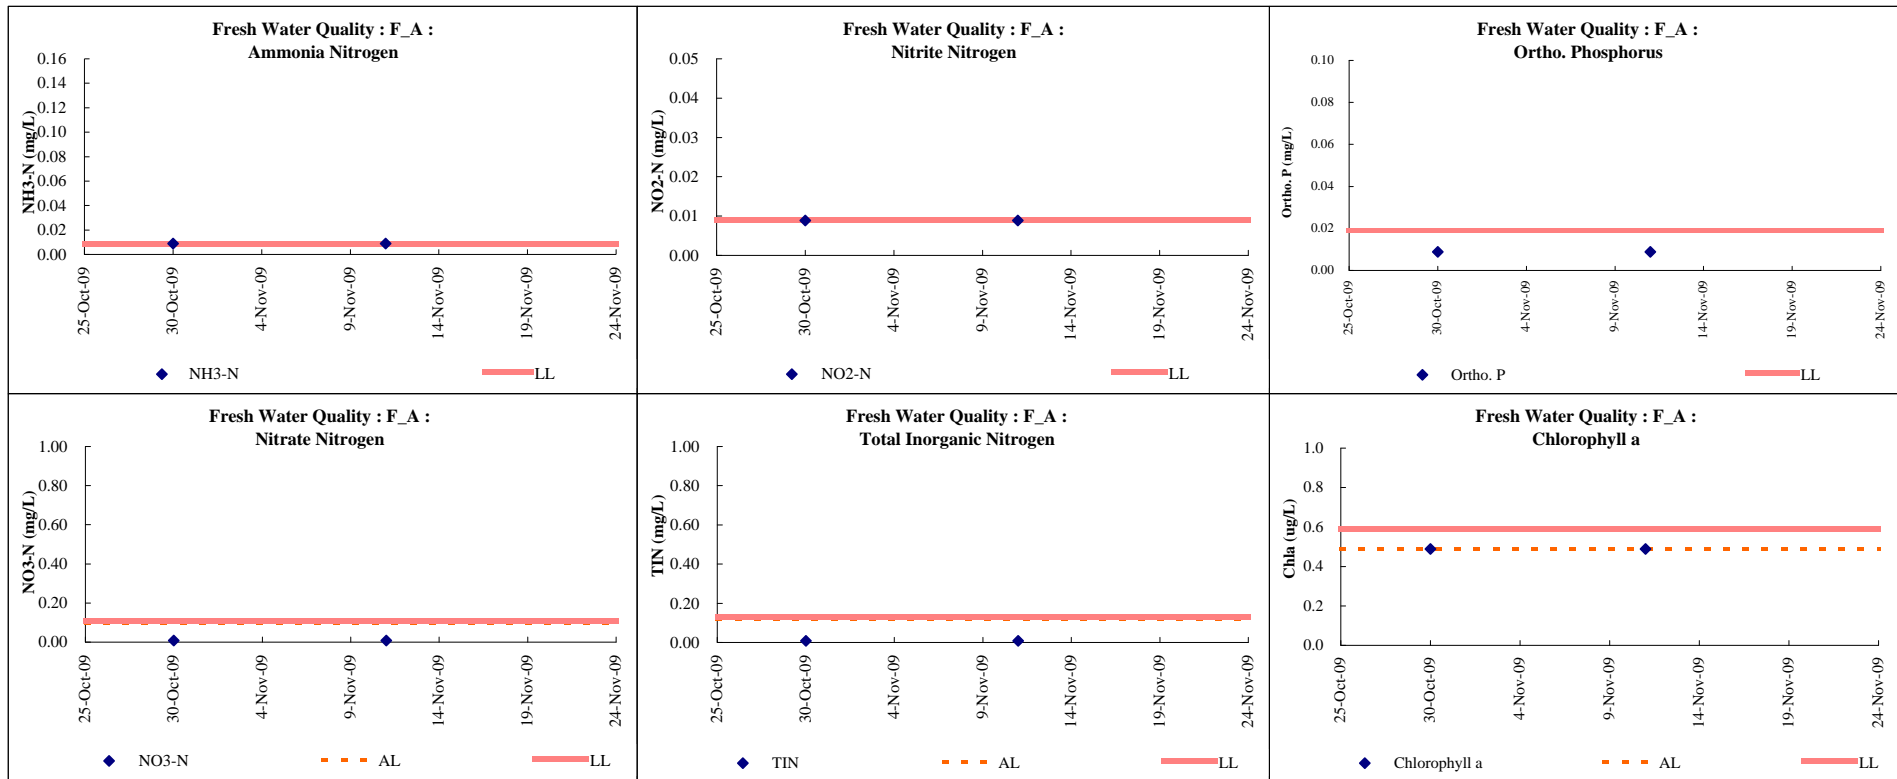 Fresh Water Quality : F_A :
Ammonia Nitrogen
NH3-N (mg/L)
0.16
0.14
0.12
0.10
0.08
0.06
0.04
0.02
0.00
25-Oct-09
30-Oct-09
4-Nov-09
9-Nov-09
14-Nov-09
19-Nov-09
24-Nov-09
NH3-N
LL
Fresh Water Quality : F_A :
Nitrite Nitrogen
NO2-N (mg/L)
0.05
0.04
0.03
0.02
0.01
0.00
25-Oct-09
30-Oct-09
4-Nov-09
9-Nov-09
14-Nov-09
19-Nov-09
24-Nov-09
NO2-N
LL
Fresh Water Quality : F_A :
Ortho. Phosphorus
Ortho. P (mg/L)
0.10
0.08
0.06
0.04
0.02
0.00
25-Oct-09
30-Oct-09
4-Nov-09
9-Nov-09
14-Nov-09
19-Nov-09
24-Nov-09
Ortho. P
LL
Fresh Water Quality : F_A :
Nitrate Nitrogen
NO3-N (mg/L)
1.00
0.80
0.60
0.40
0.20
0.00
25-Oct-09
30-Oct-09
4-Nov-09
9-Nov-09
14-Nov-09
19-Nov-09
24-Nov-09
NO3-N
AL
LL
Fresh Water Quality : F_A :
Total Inorganic Nitrogen
TIN (mg/L)
1.00
0.80
0.60
0.40
0.20
0.00
25-Oct-09
30-Oct-09
4-Nov-09
9-Nov-09
14-Nov-09
19-Nov-09
24-Nov-09
TIN
AL
LL
Fresh Water Quality : F_A :
Chlorophyll a
Chla (ug/L)
1.0
0.8
0.6
0.4
0.2
0.0
25-Oct-09
30-Oct-09
4-Nov-09
9-Nov-09
14-Nov-09
19-Nov-09
24-Nov-09
Chlorophyll a
AL
LL